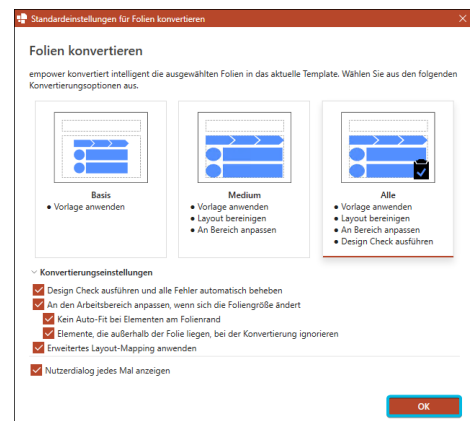 Standardeinstellungen für Folien konvertieren
Folien konvertieren
empower konvertiert intelligent die ausgewählten Folien in das aktuelle Template. Wählen Sie aus den folgenden
Konvertierungsoptionen aus.
Basis
• Vorlage anwenden
Medium
• Vorlage anwenden
• Layout bereinigen
• An Bereich anpassen
Alle
• Vorlage anwenden
• Layout bereinigen
• An Bereich anpassen
• Design Check ausführen
Konvertierungseinstellungen
Design Check ausführen und alle Fehler automatisch beheben
An den Arbeitsbereich anpassen, wenn sich die Foliengröße ändert
Kein Auto-Fit bei Elementen am Folienrand
Elemente, die außerhalb der Folie liegen, bei der Konvertierung ignorieren
Erweitertes Layout-Mapping anwenden
Nutzerdialog jedes Mal anzeigen
OK